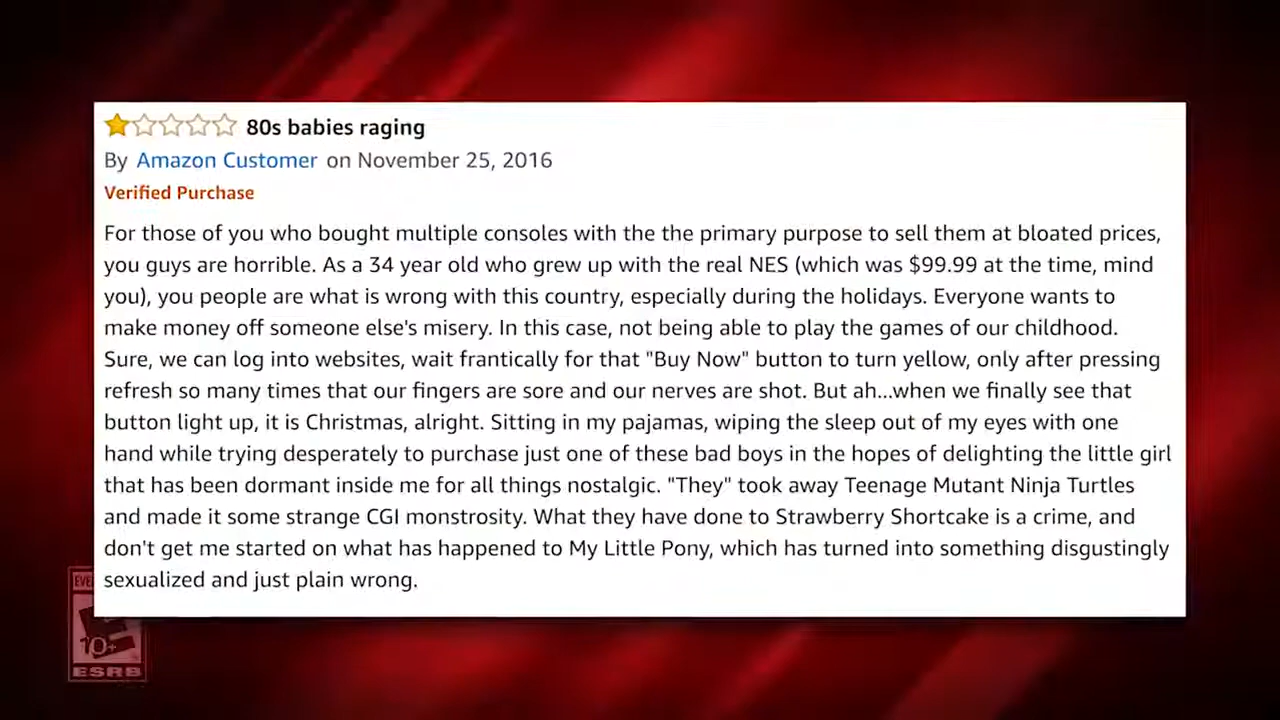 80s babies raging
By Amazon Customer on November 25, 2016
Verified Purchase
For those of you who bought multiple consoles with the the primary purpose to sell them at bloated prices,
you guys are horrible. As a 34 year old who grew up with the real NES (which was $99.99 at the time, mind
you), you people are what is wrong with this country, especially during the holidays. Everyone wants to
make money off someone else's misery. In this case, not being able to play the games of our childhood.
Sure, we can log into websites, wait frantically for that "Buy Now" button to turn yellow, only after pressing
refresh so many times that our fingers are sore and our nerves are shot. But ah...when we finally see that
button light up, it is Christmas, alright. Sitting in my pajamas, wiping the sleep out of my eyes with one
hand while trying desperately to purchase just one of these bad boys in the hopes of delighting the little girl
that has been dormant inside me for all things nostalgic. "They" took away Teenage Mutant Ninja Turtles
and made it some strange CGI monstrosity. What they have done to Strawberry Shortcake is a crime, and
don't get me started on what has happened to My Little Pony, which has turned into something disgustingly
sexualized and just plain wrong.
EVE
E
10+
ESRB